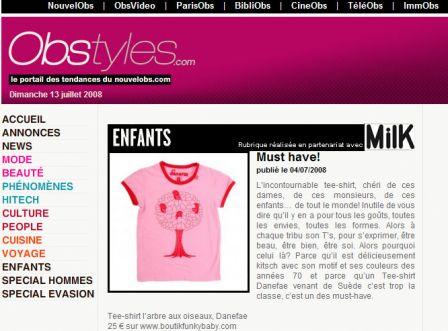 NouvelObs | ObsVideo | ParisObs | BibliObs | CinéObs | TéléObs | ImmObs
Obstyles.com
le portail des tendances du nouvelobs.com
Dimanche 13 juillet 2008
ACCUEIL
ANNONCES
NEWS
MODE
BEAUTÉ
PHÉNOMÈNES
HITECH
CULTURE
PEOPLE
CUISINE
VOYAGE
ENFANTS
SPECIAL HOMMES
SPECIAL EVASION
ENFANTS
Rubrique réalisée en partenariat avec MilK
Must have!
publié le 04/07/2008
L'incontournable tee-shirt, chéri de ces
dames, de ces monsieurs, de ces
enfants... de tout le monde! Inutile de vous
dire qu'il y en a pour tous les goûts, toutes
les envies, toutes les formes. Alors à
chaque tribu son T's, pour s'exprimer, être
beau, être bien, être soi. Alors pourquoi
celui là? Parce qu'il est délicieusement
kitsch avec son motif et ses couleurs des
années 70 et parce qu'un Tee-shirt
Danefae venant de Suède c'est trop la
classe, c'est un des must-have.
Tee-shirt l'arbre aux oiseaux, Danefae
25 € sur www.boutikfunkybaby.com